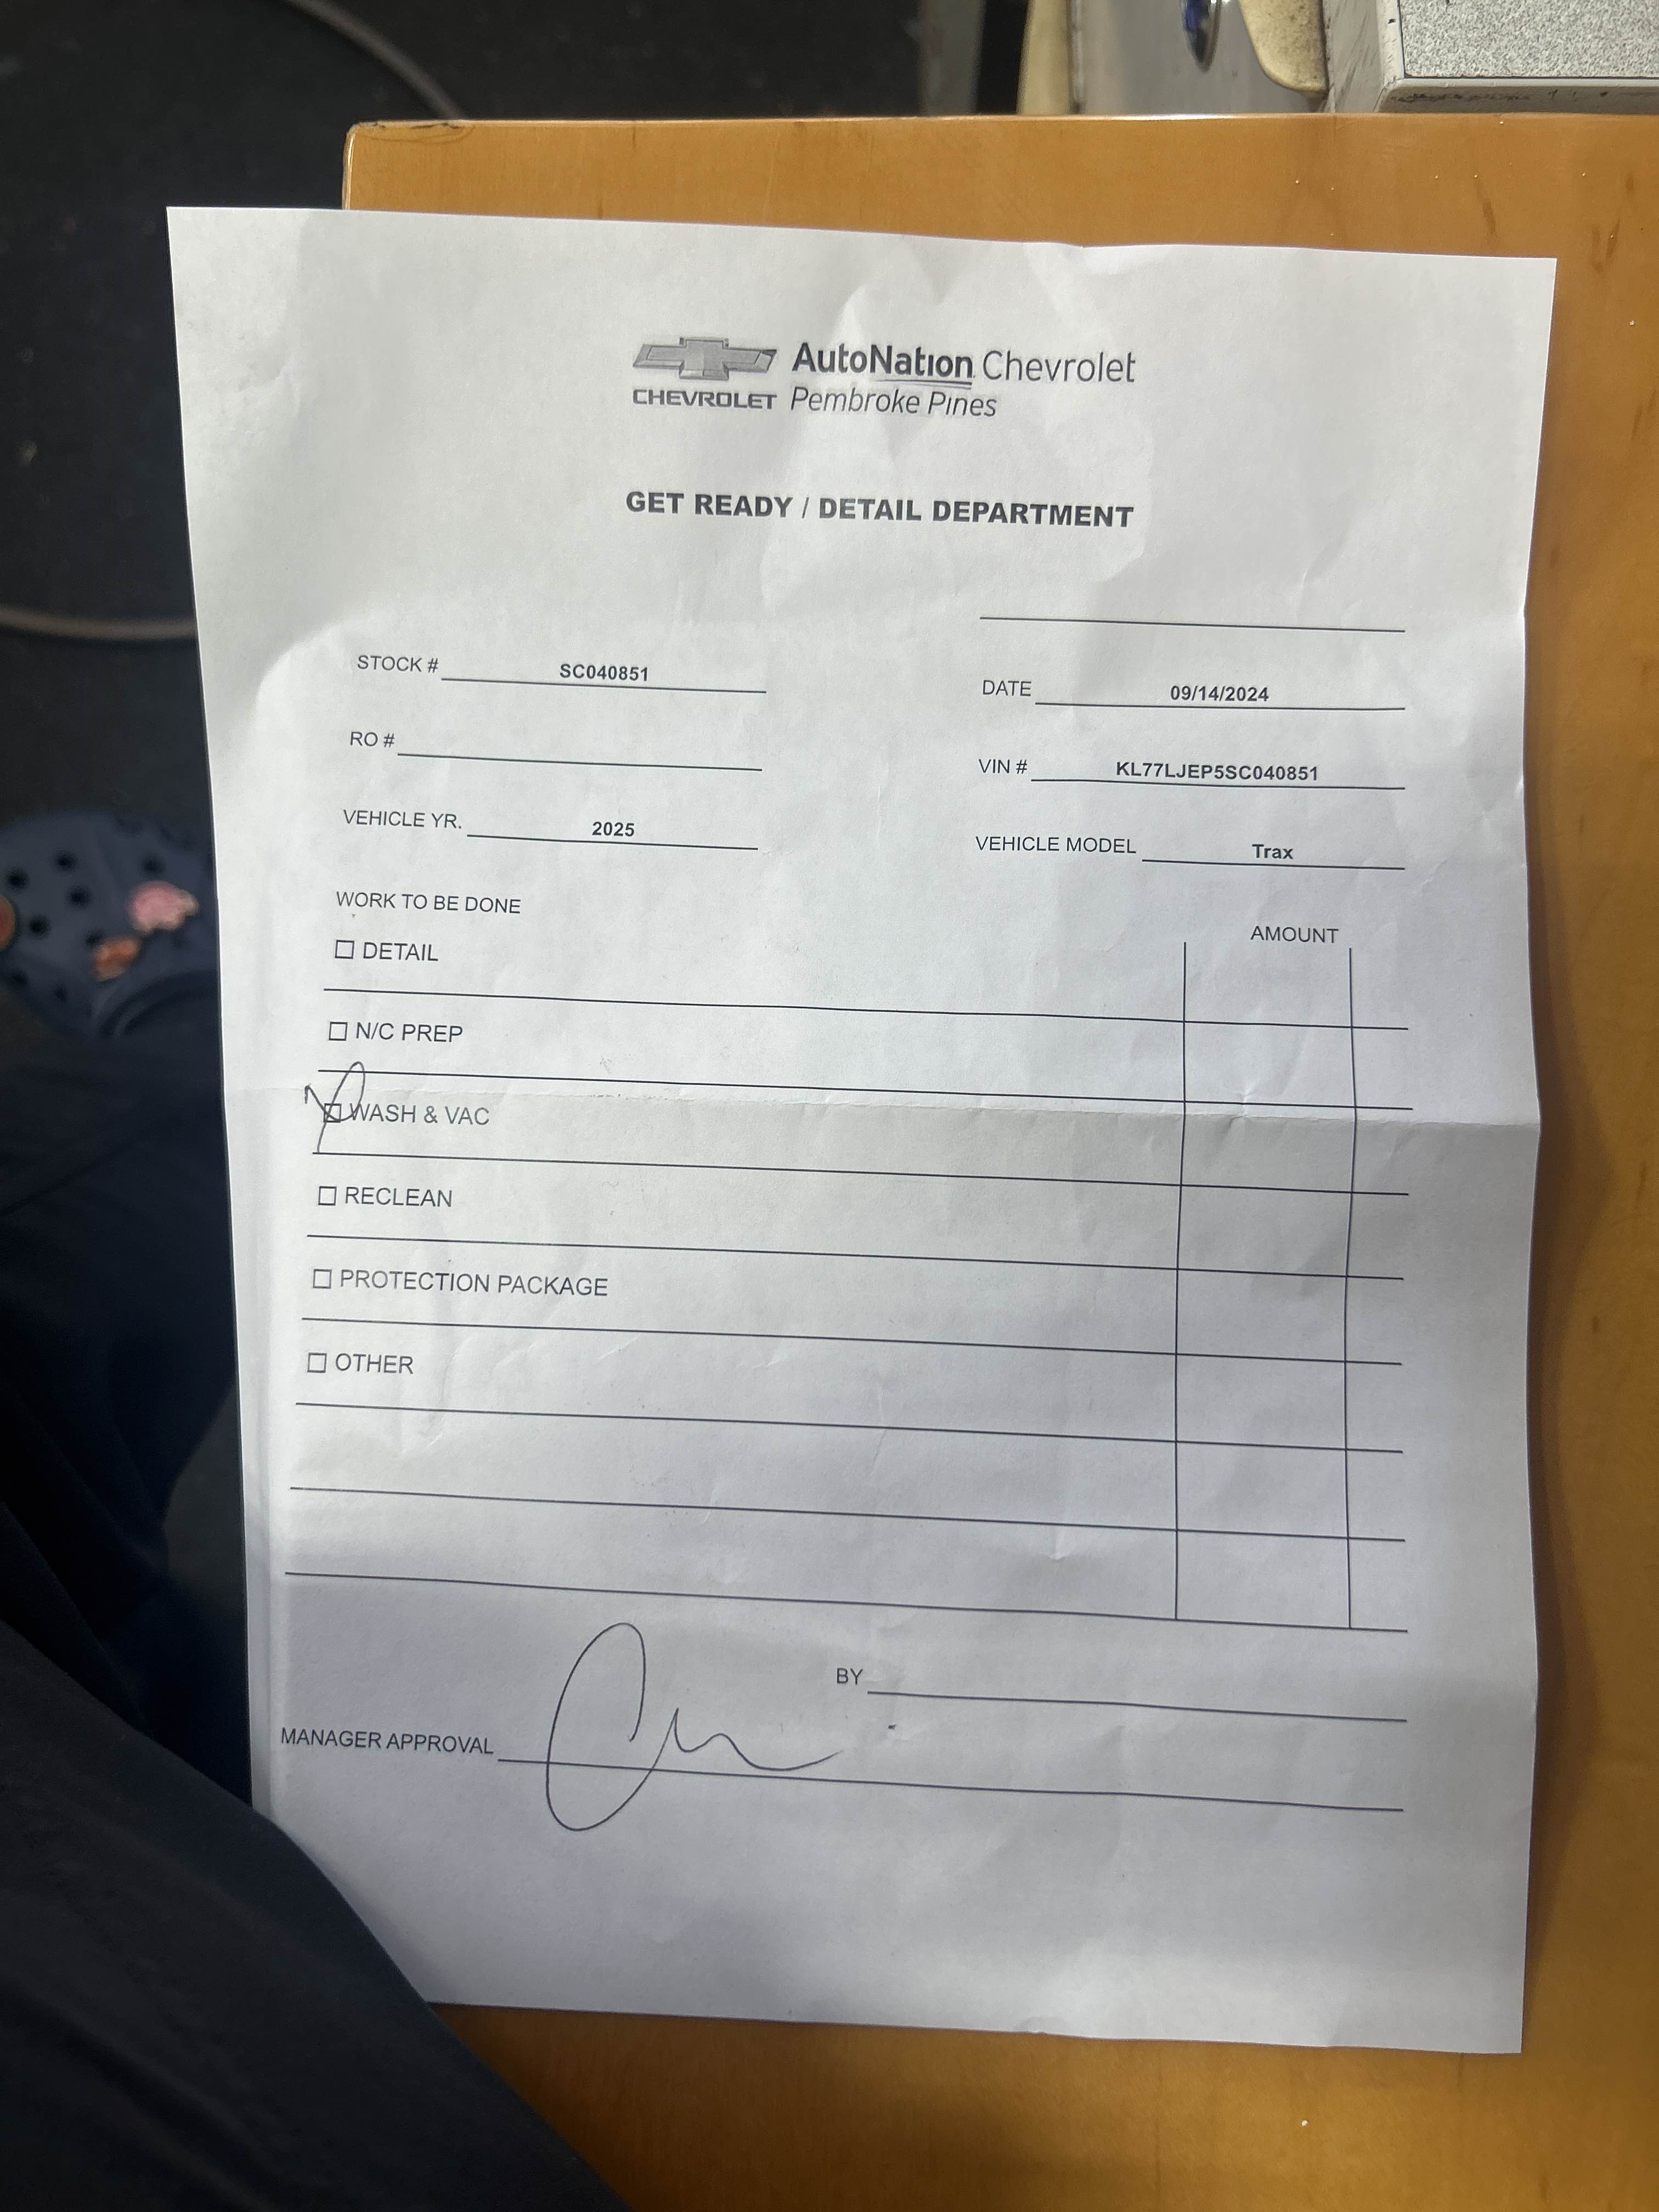 AutoNation Chevrolet
CHEVROLET Pembroke Pines
GET READY / DETAIL DEPARTMENT
STOCK # SC040851
DATE 09/14/2024
RO #
VIN # KL77LJEP5SC040851
VEHICLE YR. 2025
VEHICLE MODEL Trax
WORK TO BE DONE
AMOUNT
☐ DETAIL
☐ N/C PREP
☑ WASH & VAC
☐ RECLEAN
☐ PROTECTION PACKAGE
☐ OTHER
BY
MANAGER APPROVAL